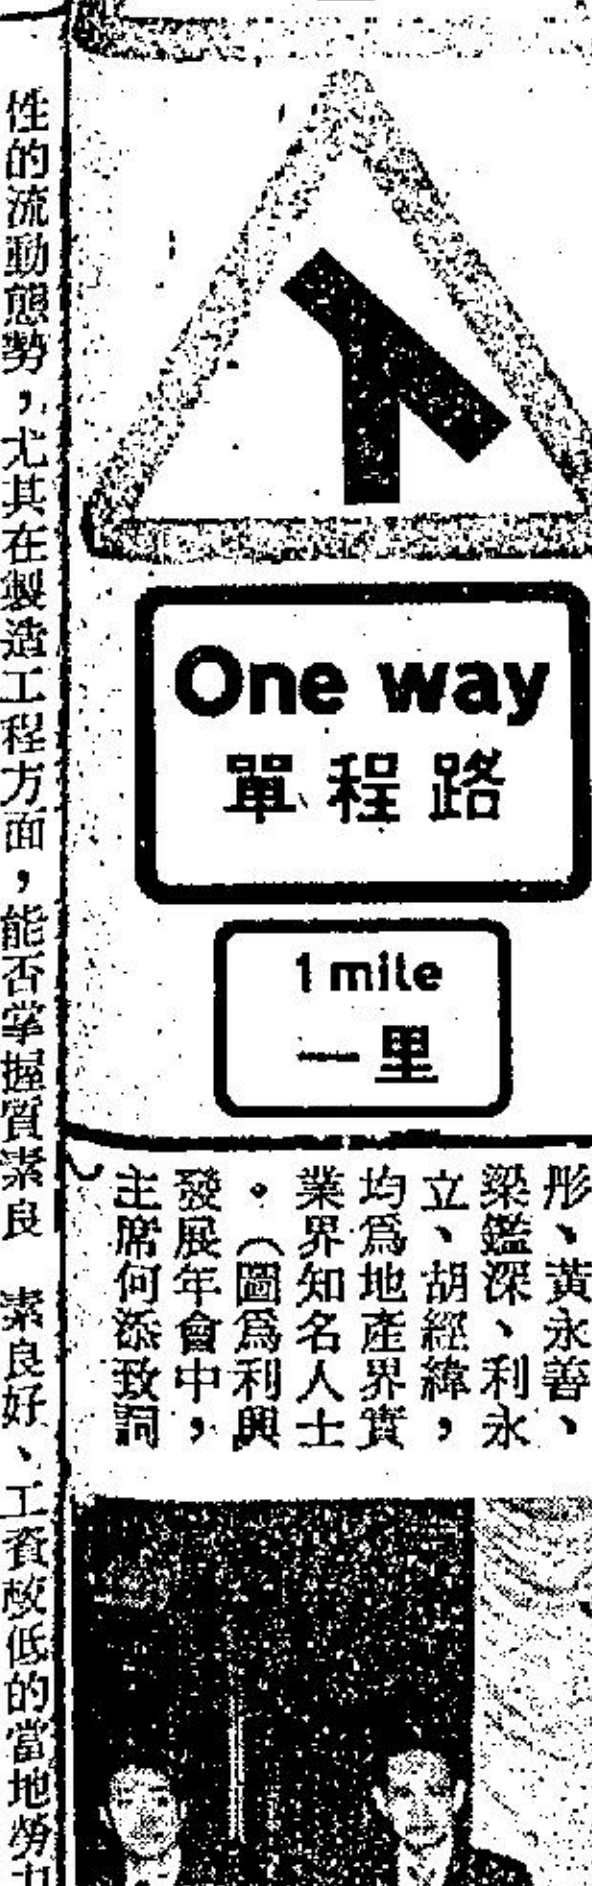 One way
單程路
1 mile
一里
彤、黃永善、
梁鑑深、利永
立、胡經緯，
均爲地產界實
業界知名人士
。（圖爲利興
發展年會中，
主席何添致詞
性的流動態勢，尤其在製造工程方面，能否掌握質素良
素良好、工資較低的當地勞